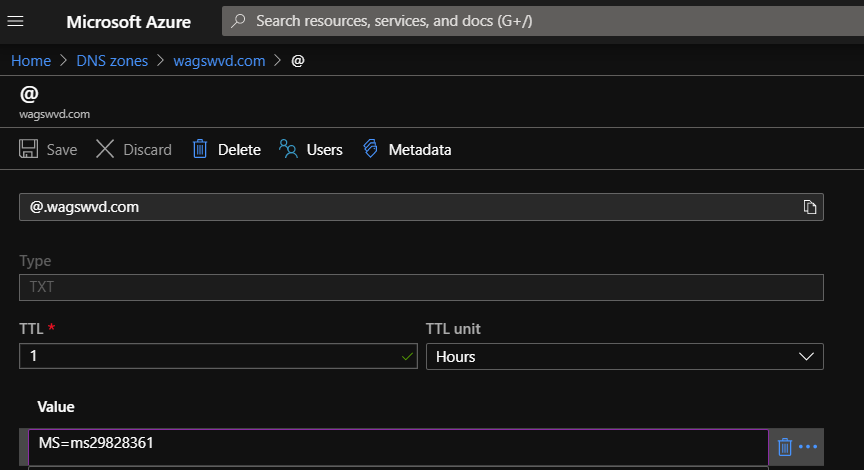 Microsoft Azure
Search resources, services, and docs (G+/)
Home > DNS zones > wagswvd.com > @
@
wagswvd.com
Save Discard Delete Users Metadata
@.wagswvd.com
Type
TXT
TTL * TTL unit
1 Hours
Value
MS=ms29828361